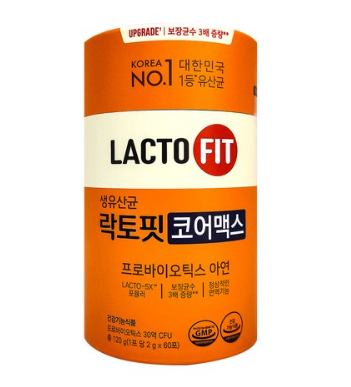 UPGRADE! 보장균수 3배 증량**
KOREA 대한민국
NO.1 1등*유산균
LACTO FIT
생유산균
락토핏 코어맥스
프로바이오틱스 아연
LACTO-5X™ 보장균수 정상적인
포뮬러 3배 증량** 면역기능
건강기능식품
프로바이오틱스 30억 CFU
총 120 g(1포 당 2 g x 60포)
GMP